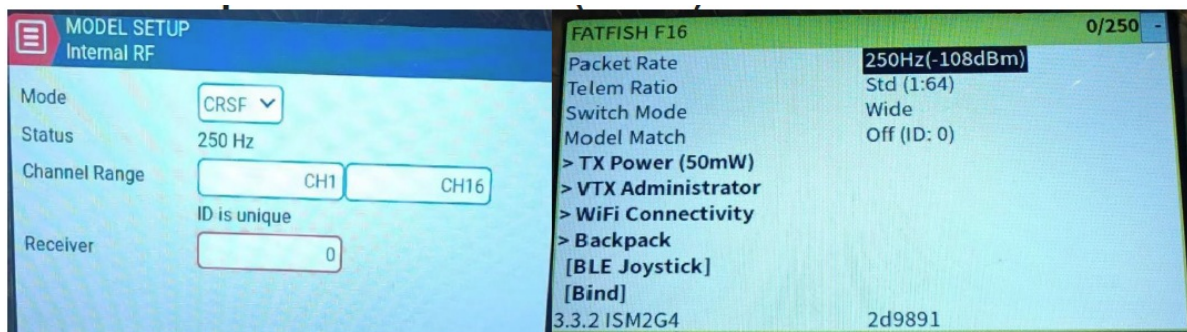 MODEL SETUP
Internal RF
Mode
CRSF
Status
250 Hz
Channel Range
CH1
CH16
ID is unique
Receiver
0
FATFISH F16 0/250 -
Packet Rate 250Hz(-108dBm)
Telem Ratio Std (1:64)
Switch Mode Wide
Model Match Off (ID: 0)
> TX Power (50mW)
> VTX Administrator
> WiFi Connectivity
> Backpack
[BLE Joystick]
[Bind]
3.3.2 ISM2G4 2d9891